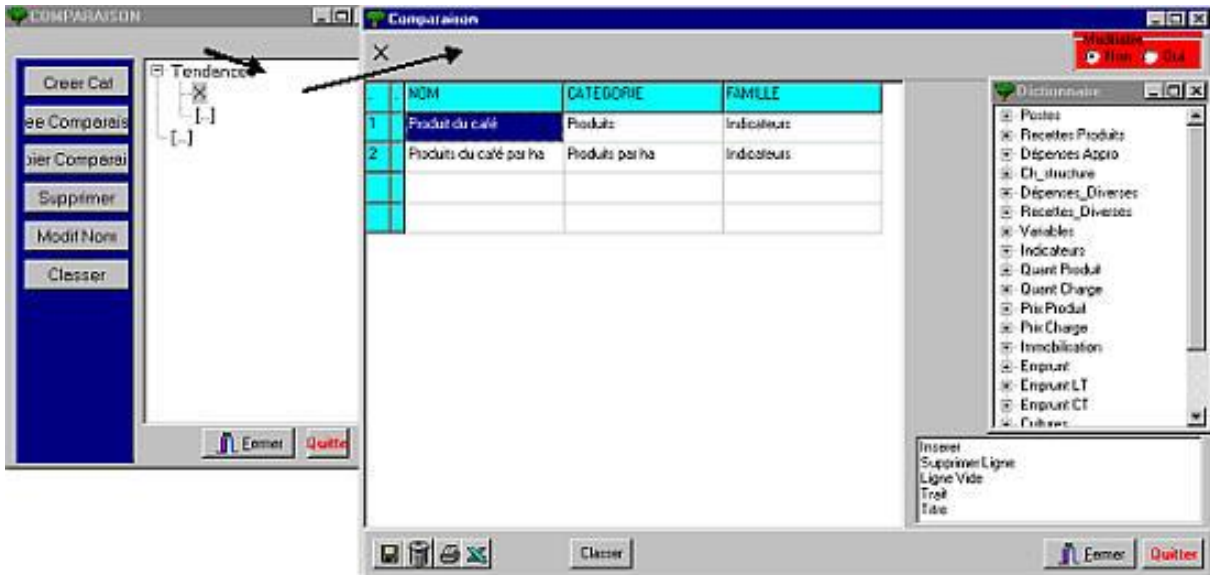 COMPARAISON
Creer Cat
ee Comparais
pier Comparai
Supprimer
Modif Nom
Classer
Tendance
X
[..]
[..]
Fermer
Quitte
Comparaison
X
Non Oui
NOM CATEGORIE FAMILLE
1 Produit du café Produits Indicateurs
2 Produits du café par ha Produits par ha Indicateurs
Dictionnaire
Postes
Recettes Produits
Dépenses Appro
Ch_structure
Dépenses_Diverses
Recettes_Diverses
Variables
Indicateurs
Quant Produit
Quant Charge
Prix Produit
Prix Charge
Immobilisation
Emprunt
Emprunt LT
Emprunt CT
Cultures
Inserer
Supprimer Ligne
Ligne Vide
Trait
Titre
Classer
Fermer
Quitter